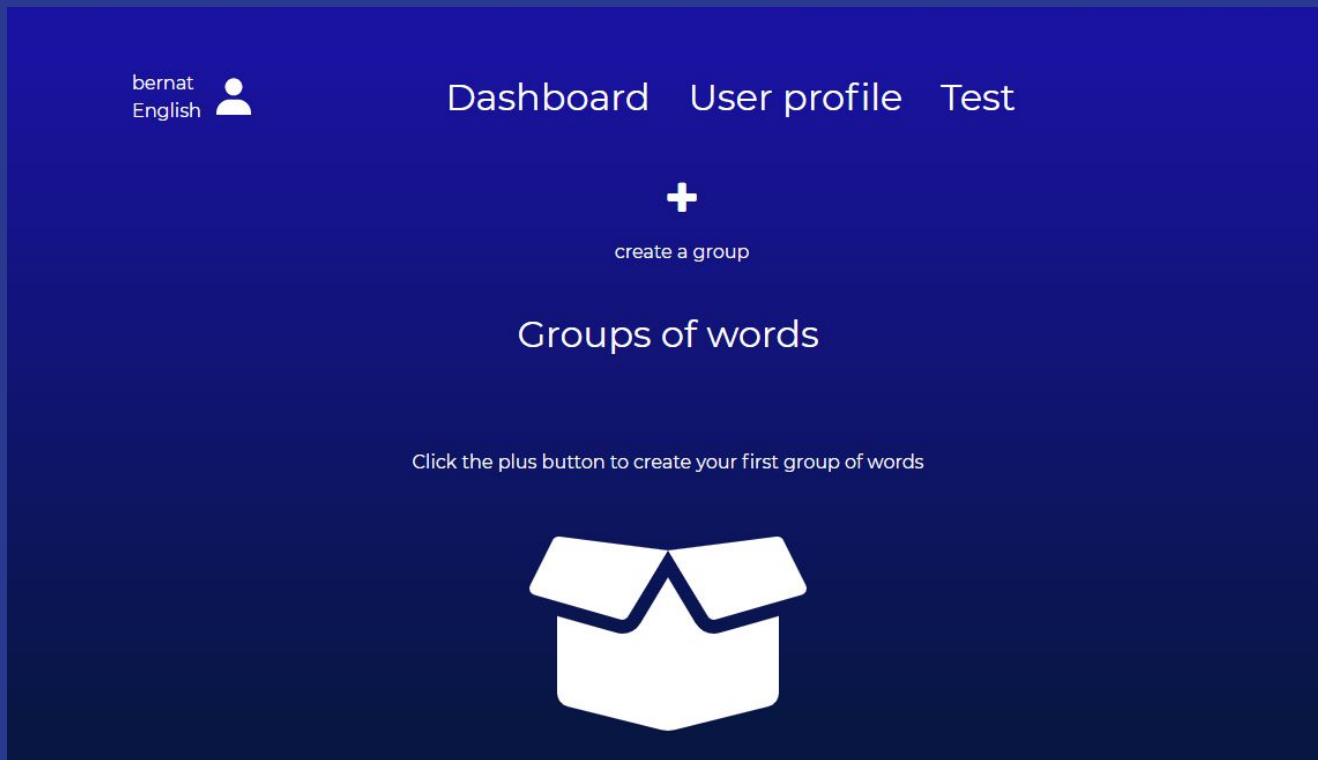 bernat
English
Dashboard User profile Test
create a group
Groups of words
Click the plus button to create your first group of words